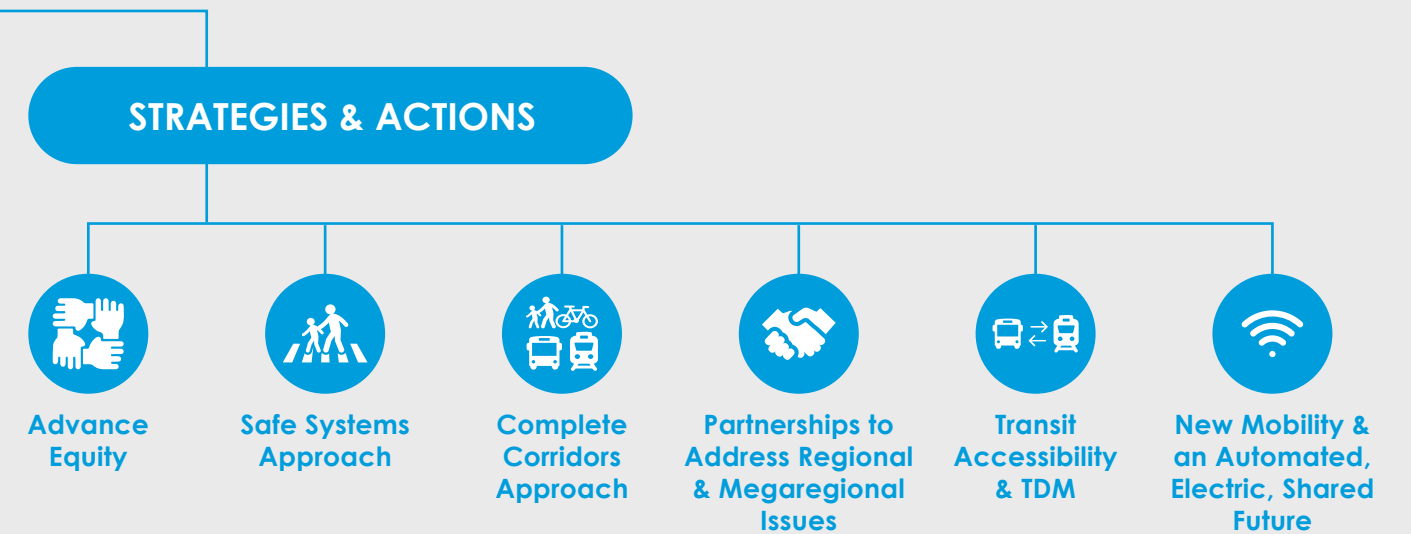 STRATEGIES & ACTIONS
Advance
Equity
Safe Systems
Approach
Complete
Corridors
Approach
Partnerships to
Address Regional
& Megaregional
Issues
Transit
Accessibility
& TDM
New Mobility &
an Automated,
Electric, Shared
Future